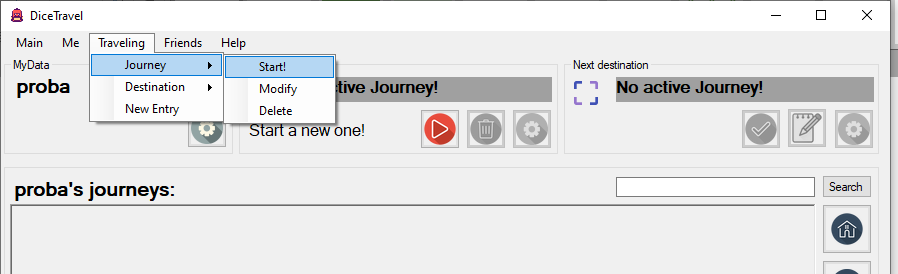 DiceTravel
Main Me Traveling Friends Help
MyData
Journey
Start!
Next destination
proba
Destination
Modify
tive Journey!
No active Journey!
New Entry
Delete
Start a new one!
proba's journeys:
Search